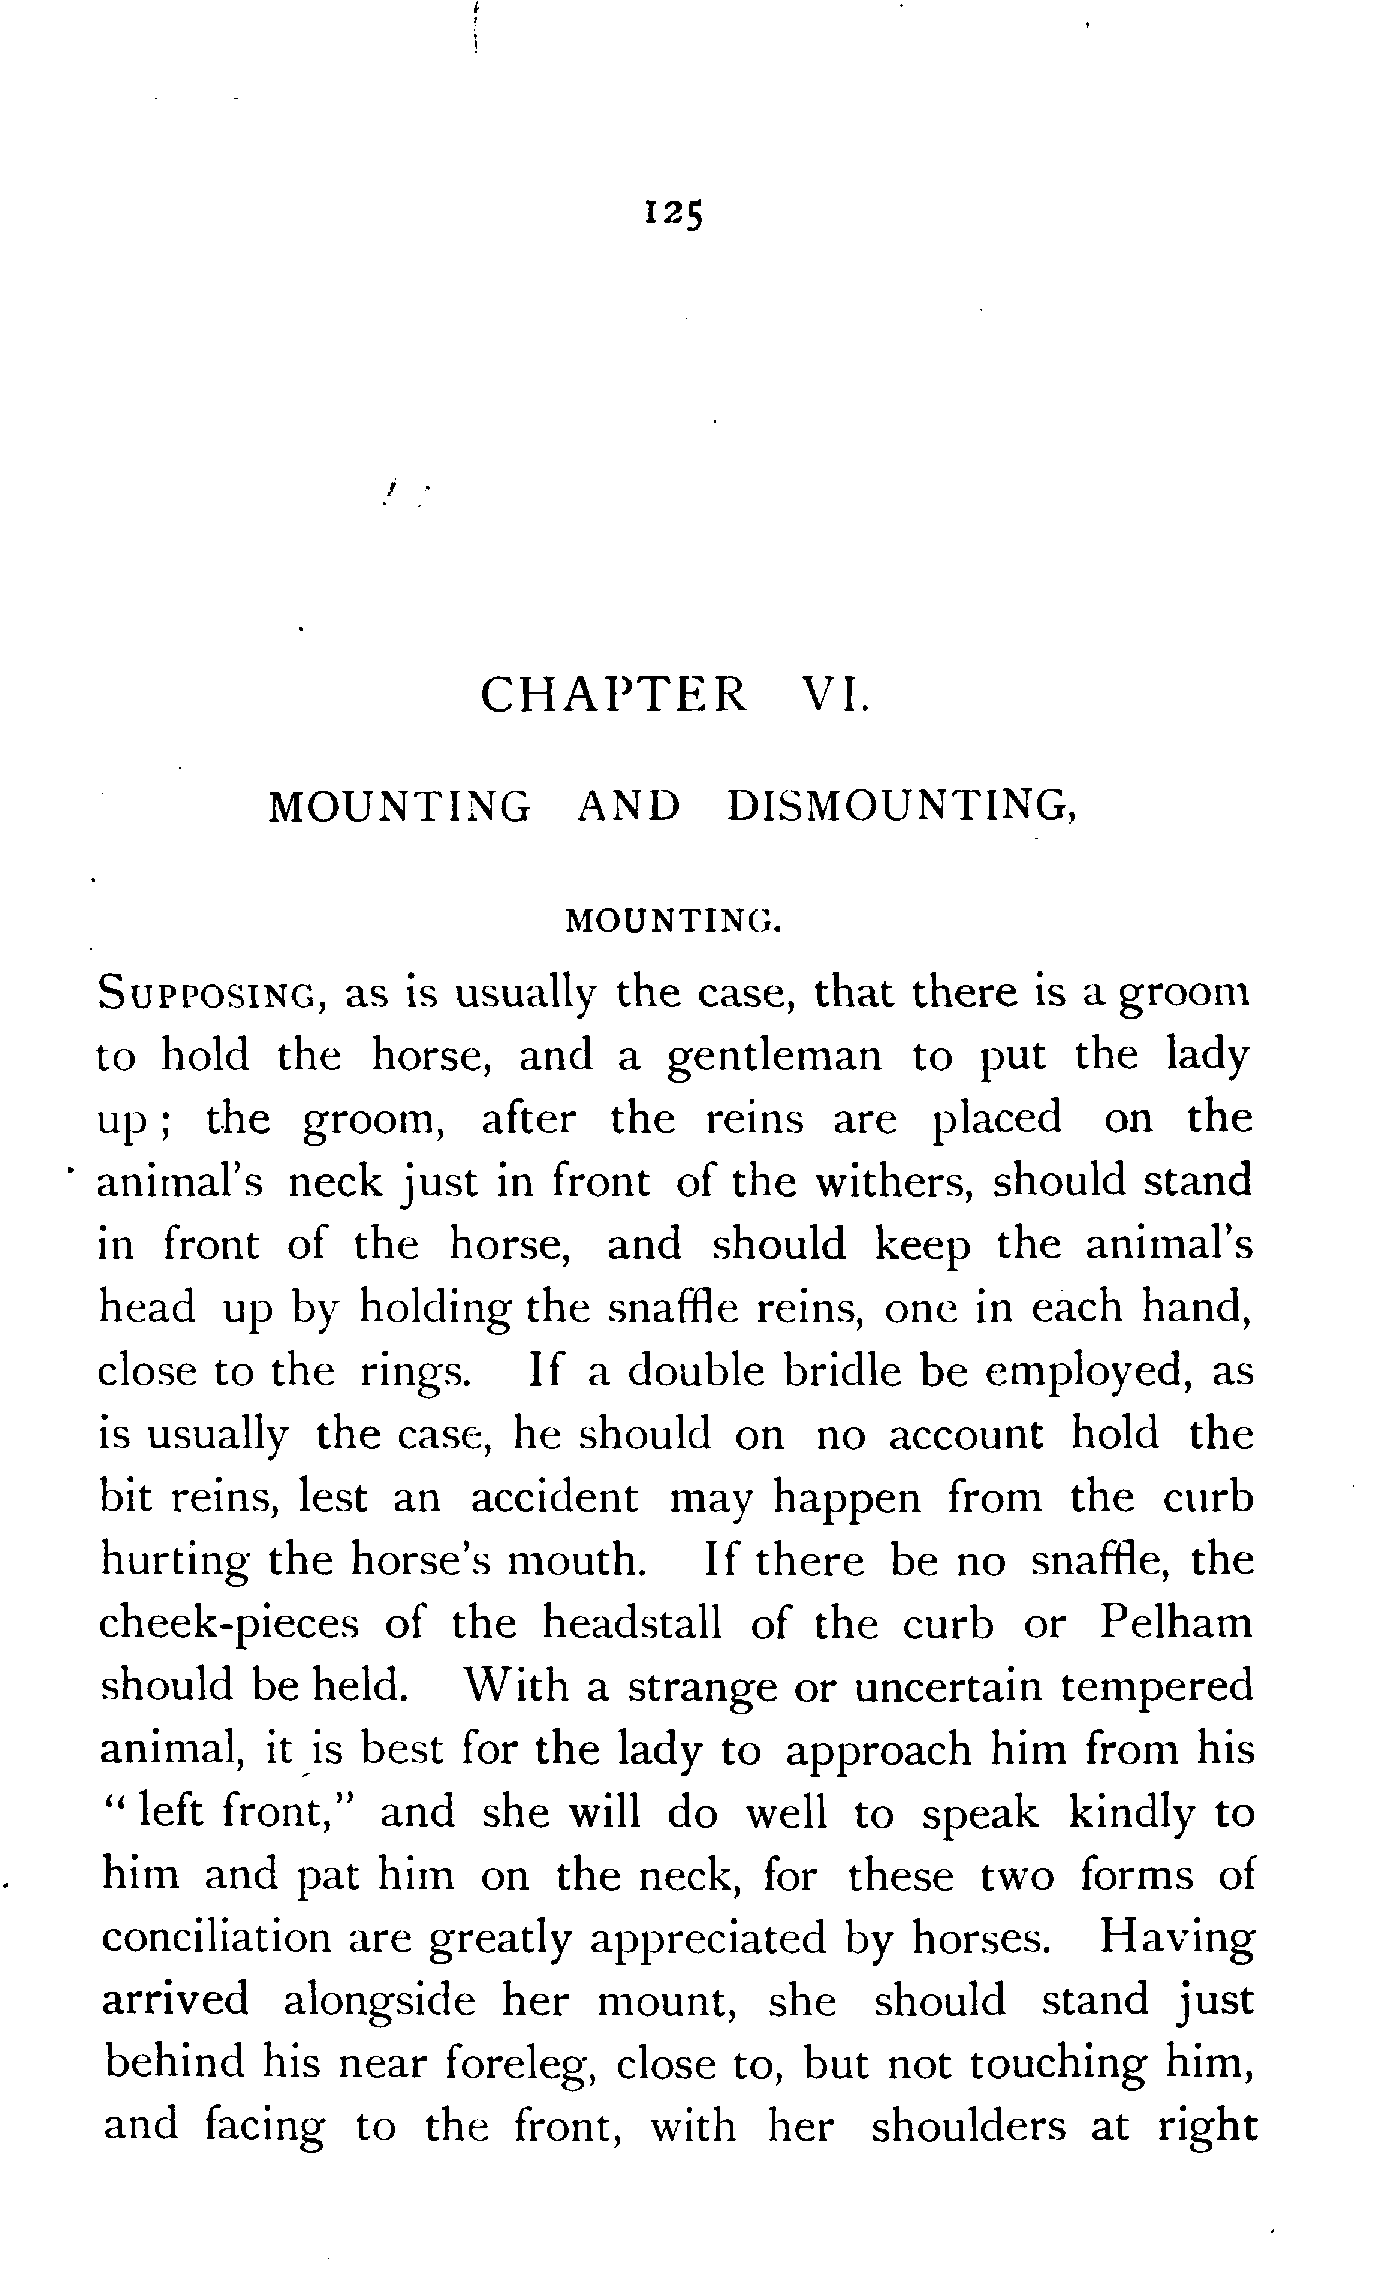 125
CHAPTER VI.
MOUNTING AND DISMOUNTING,
MOUNTING.
SUPPOSING, as is usually the case, that there is a groom
to hold the horse, and a gentleman to put the lady
up ; the groom, after the reins are placed on the
animal's neck just in front of the withers, should stand
in front of the horse, and should keep the animal's
head up by holding the snaffle reins, one in each hand,
close to the rings. If a double bridle be employed, as
is usually the case, he should on no account hold the
bit reins, lest an accident may happen from the curb
hurting the horse's mouth. If there be no snaffle, the
cheek-pieces of the headstall of the curb or Pelham
should be held. With a strange or uncertain tempered
animal, it is best for the lady to approach him from his
" left front," and she will do well to speak kindly to
him and pat him on the neck, for these two forms of
conciliation are greatly appreciated by horses. Having
arrived alongside her mount, she should stand just
behind his near foreleg, close to, but not touching him,
and facing to the front, with her shoulders at right